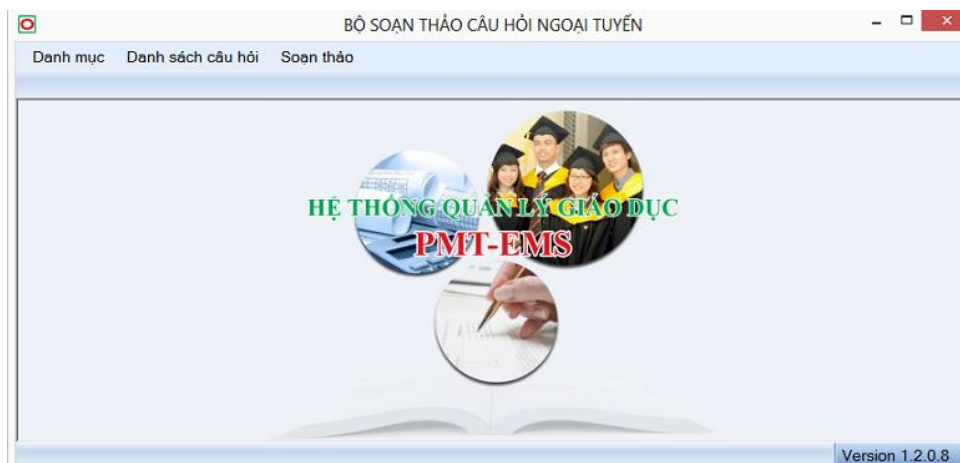 BỘ SOẠN THẢO CÂU HỎI NGOẠI TUYẾN
Danh mục Danh sách câu hỏi Soạn thảo
HỆ THỐNG QUẢN LÝ GIÁO DỤC
PMT-EMS
Version 1.2.0.8